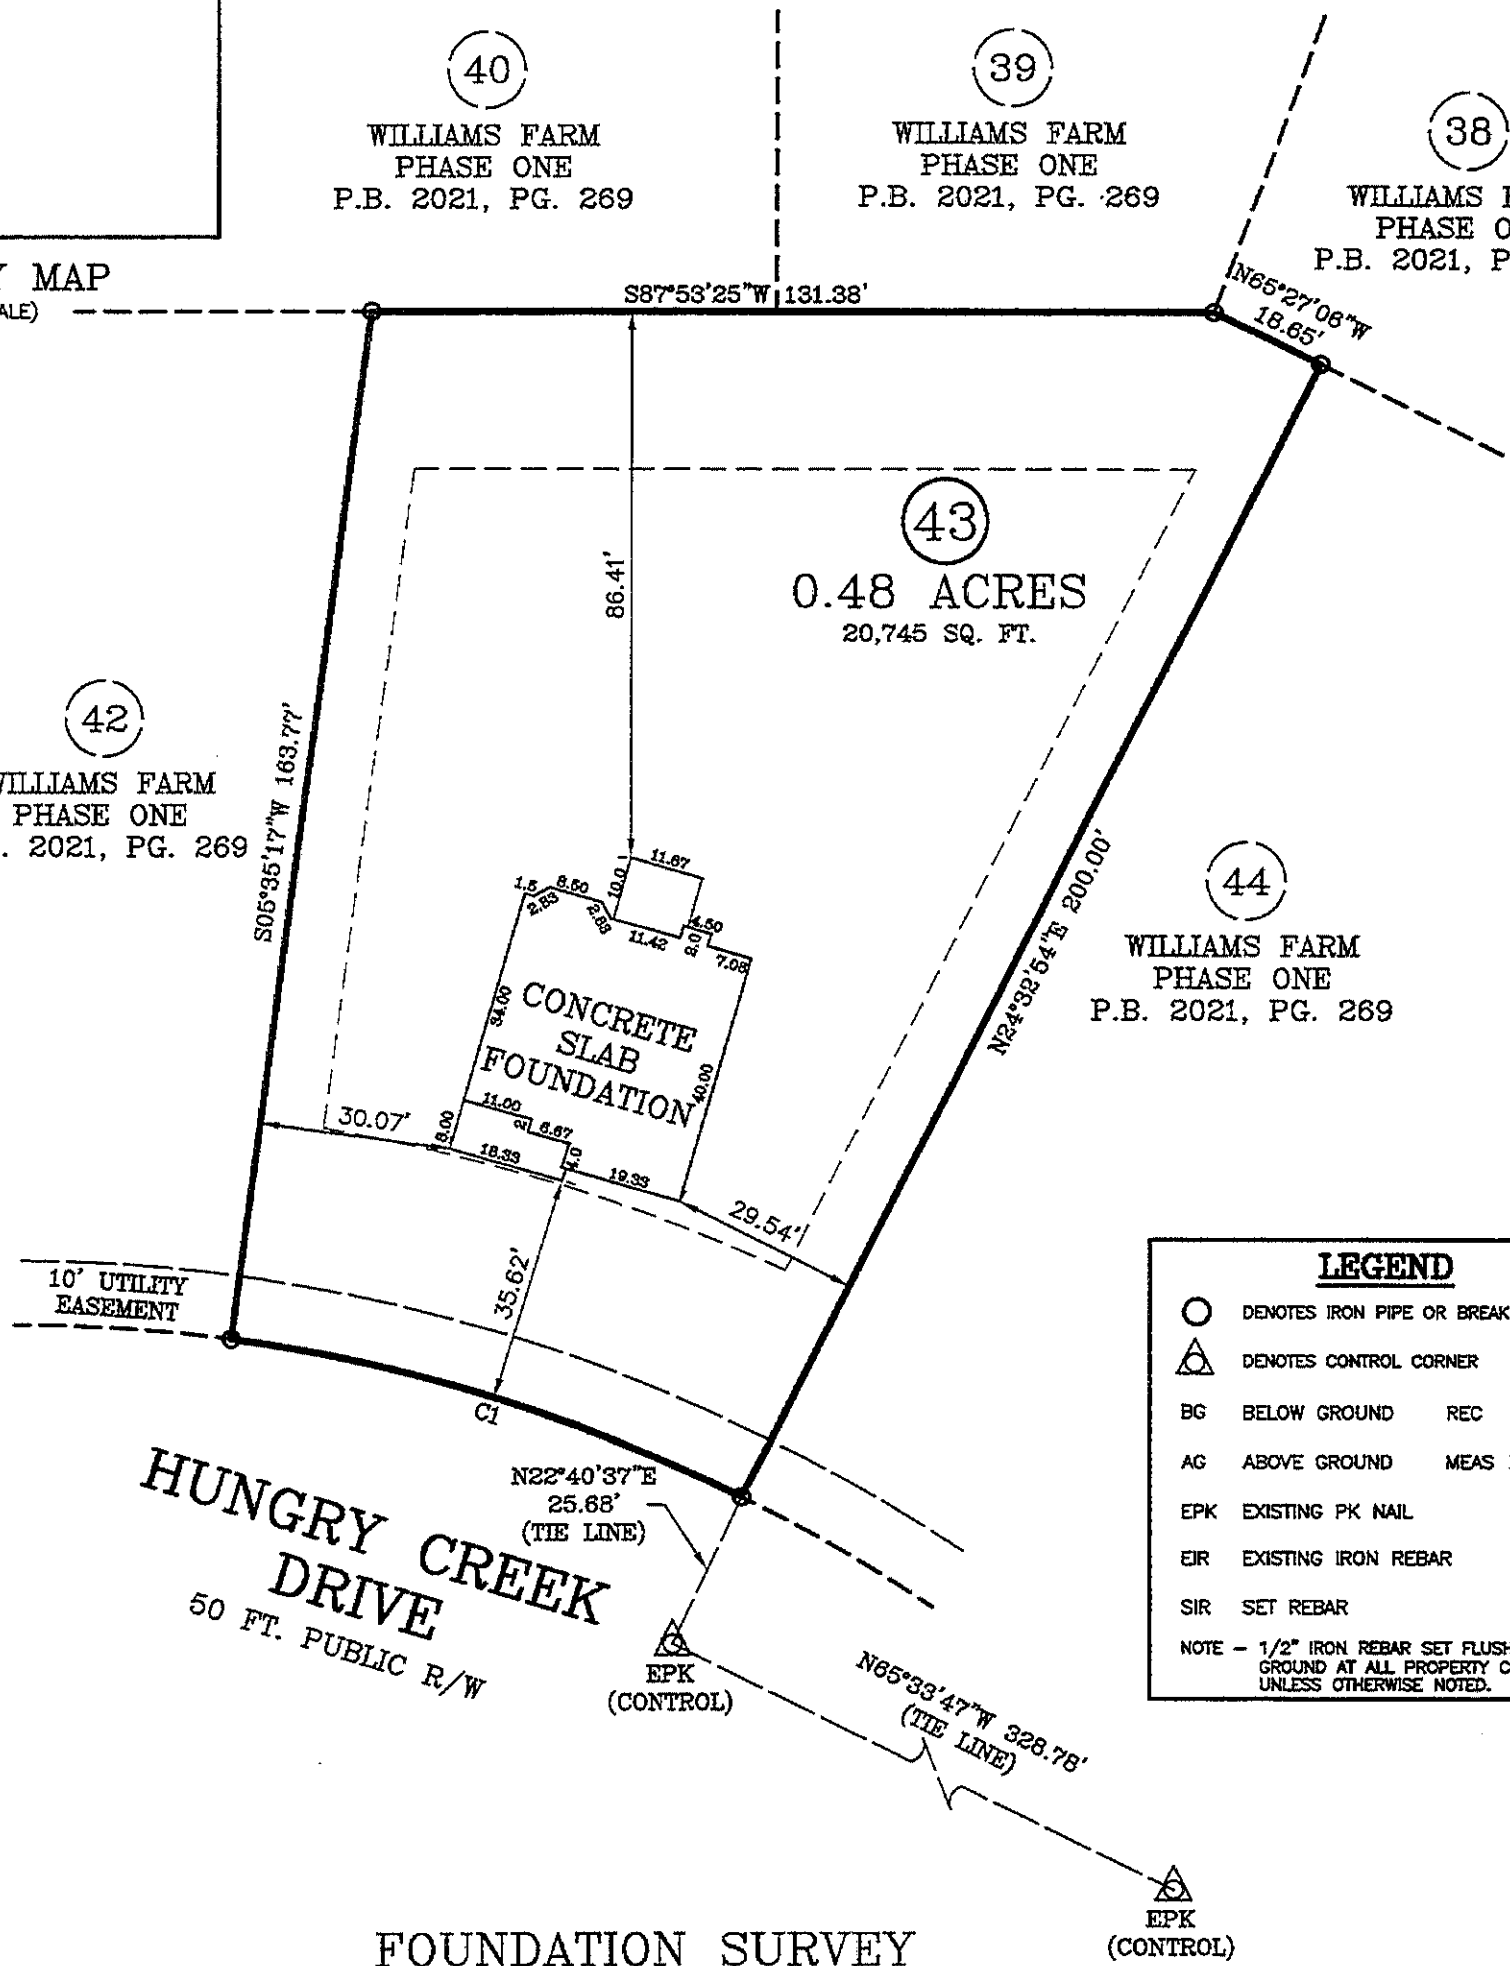 40
WILLIAMS FARM
PHASE ONE
P.B. 2021, PG. 269
39
WILLIAMS FARM
PHASE ONE
P.B. 2021, PG. 269
38
WILLIAMS
PHASE
P.B. 2021,
MAP
S87°53'25"W 131.38'
N65°27'06"W
18.65'
43
0.48 ACRES
20,745 SQ. FT.
86.41'
42
WILLIAMS FARM
PHASE ONE
. 2021, PG. 269
S05°35'17"W 163.77'
N24°32'54"E 200.00'
44
WILLIAMS FARM
PHASE ONE
P.B. 2021, PG. 269
11.67
10.0
1.5
8.50
2.83
2.83
11.42
4.50
7.08
34.00
CONCRETE
SLAB
FOUNDATION
40.00
11.00
6.67
8.00
18.33
4.0
19.33
30.07'
29.54'
35.62'
10' UTILITY
EASEMENT
C1
HUNGRY CREEK
DRIVE
50 FT. PUBLIC R/W
N22°40'37"E
25.68'
(TIE LINE)
EPK
(CONTROL)
N65°33'47"W 328.78'
(TIE LINE)
EPK
(CONTROL)
LEGEND
DENOTES IRON PIPE OR BREAK
DENOTES CONTROL CORNER
BG BELOW GROUND REC
AG ABOVE GROUND MEAS
EPK EXISTING PK NAIL
EIR EXISTING IRON REBAR
SIR SET REBAR
NOTE - 1/2" IRON REBAR SET FLUSH
GROUND AT ALL PROPERTY
UNLESS OTHERWISE NOTED.
FOUNDATION SURVEY